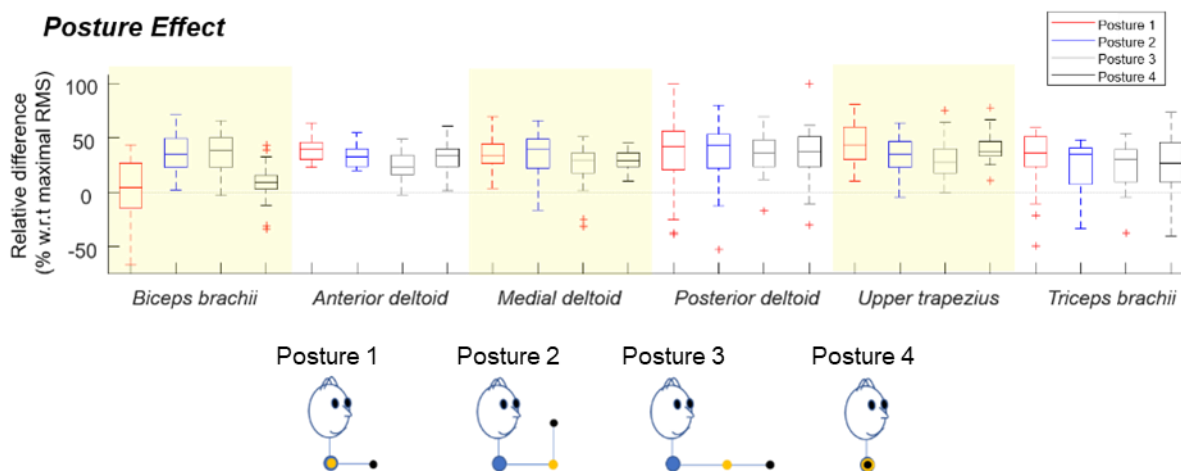 Posture Effect
Posture 1
Posture 2
Posture 3
Posture 4
Relative difference
(% w.r.t maximal RMS)
100
50
0
-50
Biceps brachii
Anterior deltoid
Medial deltoid
Posterior deltoid
Upper trapezius
Triceps brachii
Posture 1
Posture 2
Posture 3
Posture 4